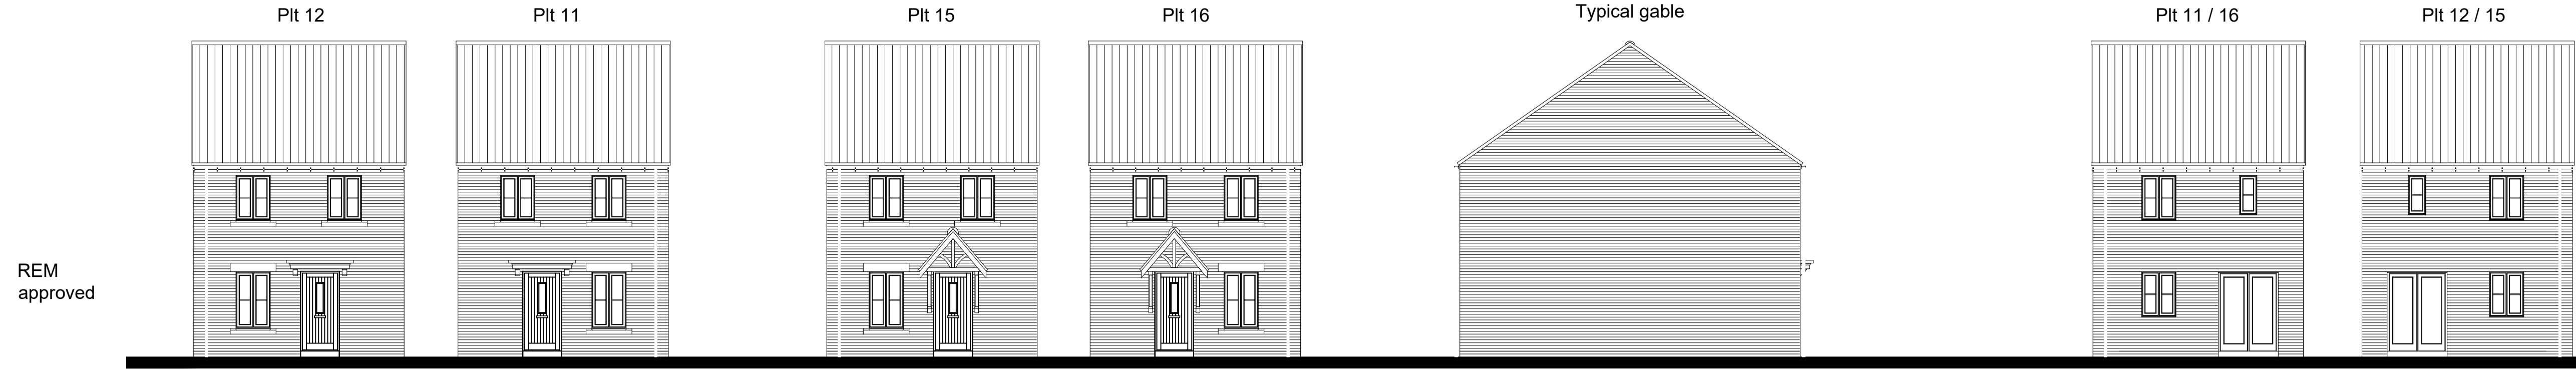 Plt 12
Plt 11
Plt 15
Plt 16
Typical gable
Plt 11 / 16
Plt 12 / 15
REM
approved